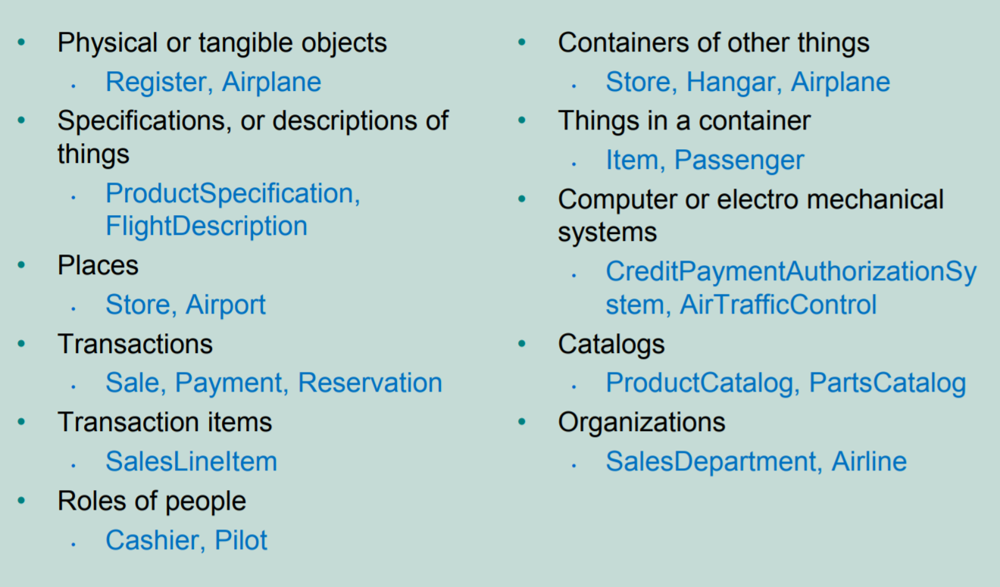 • Physical or tangible objects
• Register, Airplane
• Specifications, or descriptions of
things
• ProductSpecification,
FlightDescription
• Places
• Store, Airport
• Transactions
• Sale, Payment, Reservation
• Transaction items
• SalesLineItem
• Roles of people
• Cashier, Pilot
• Containers of other things
• Store, Hangar, Airplane
• Things in a container
• Item, Passenger
• Computer or electro mechanical
systems
• CreditPaymentAuthorizationSy
stem, AirTrafficControl
• Catalogs
• ProductCatalog, PartsCatalog
• Organizations
• SalesDepartment, Airline